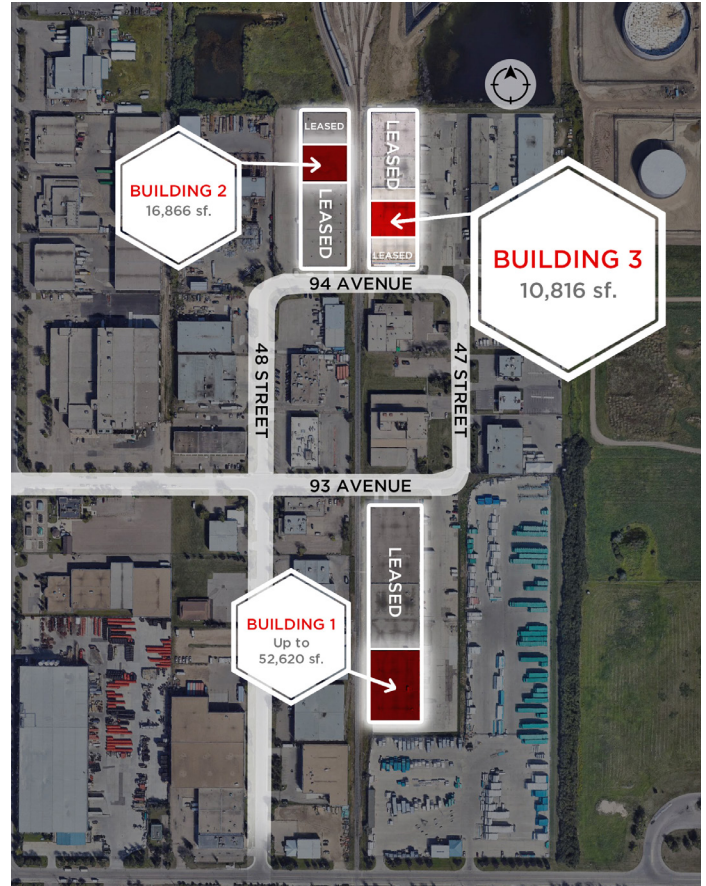 LEASED
LEASED
BUILDING 2
16,866 sf.
LEASED
BUILDING 3
10,816 sf.
LEASED
94 AVENUE
48 STREET
47 STREET
93 AVENUE
LEASED
BUILDING 1
Up to
52,620 sf.